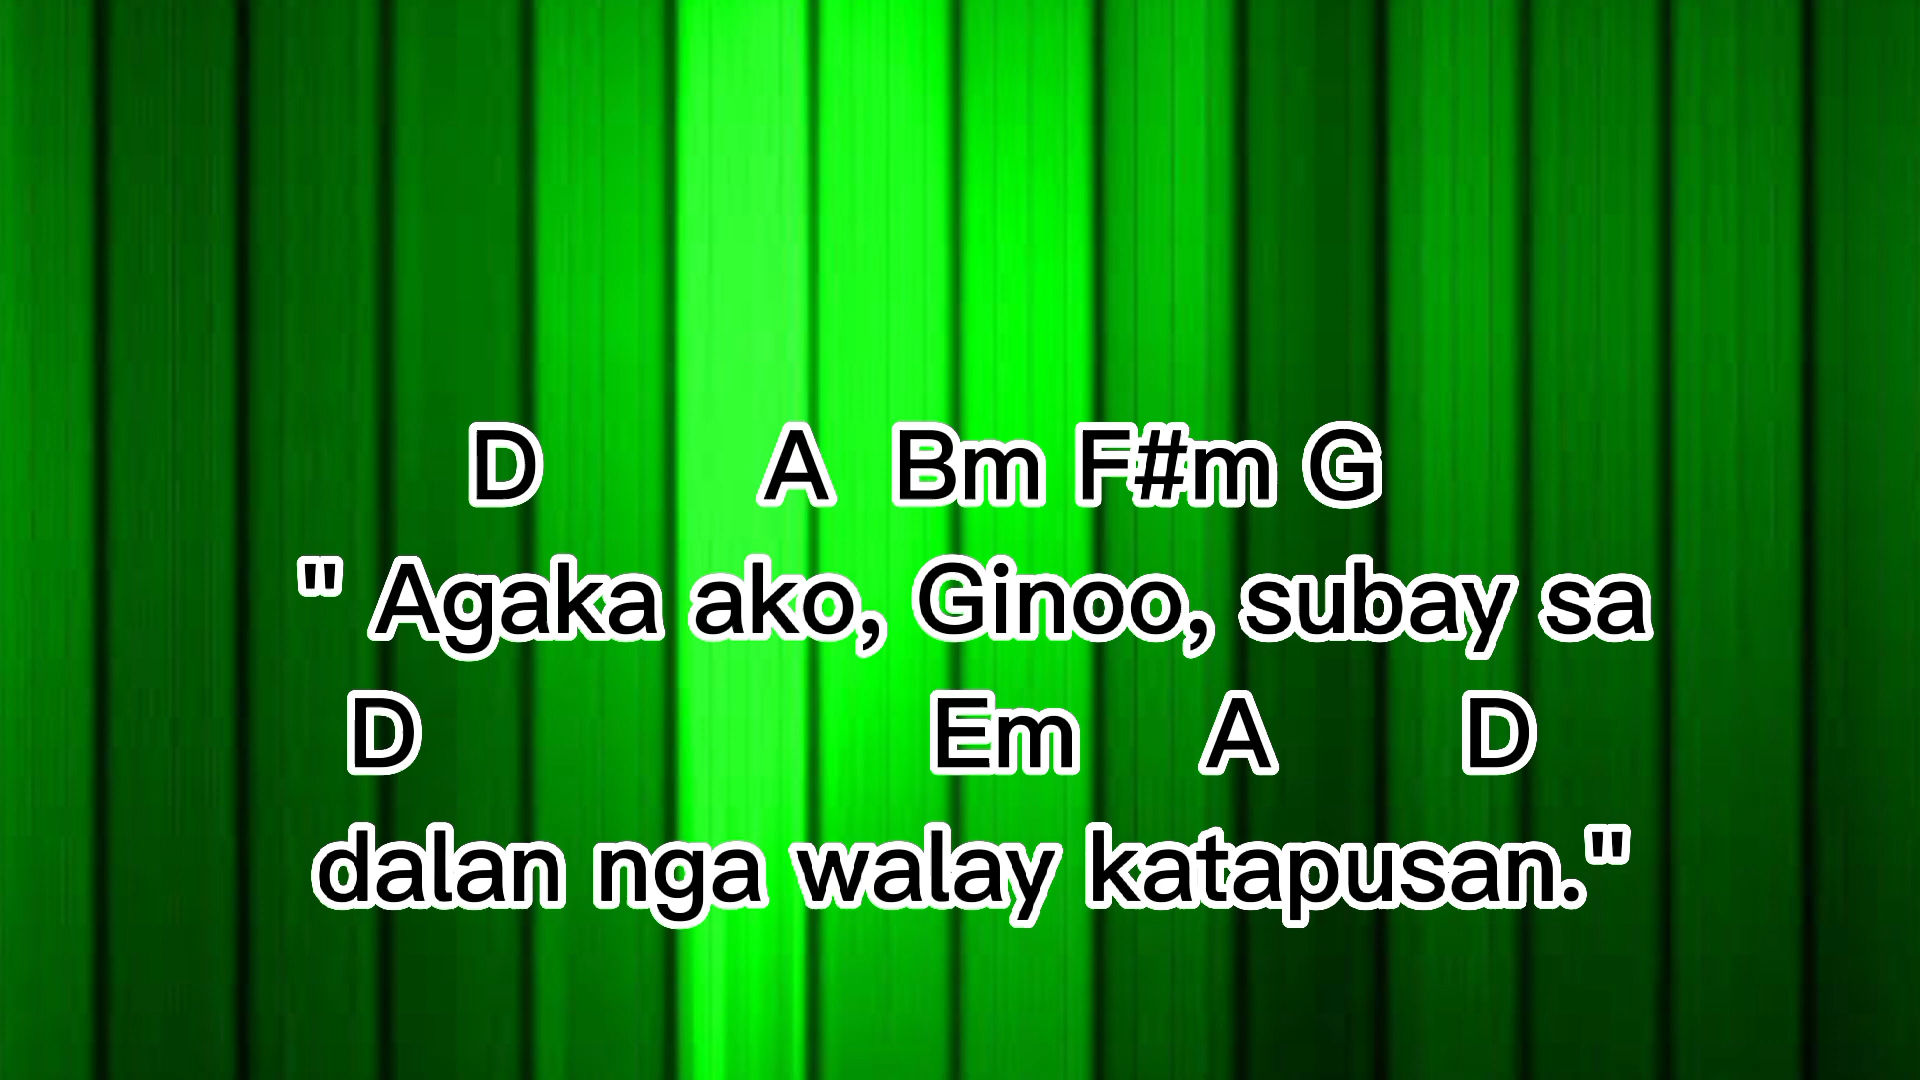 D A Bm F#m G
" Agaka ako, Ginoo, subay sa
D Em A D
dalan nga walay katapusan."